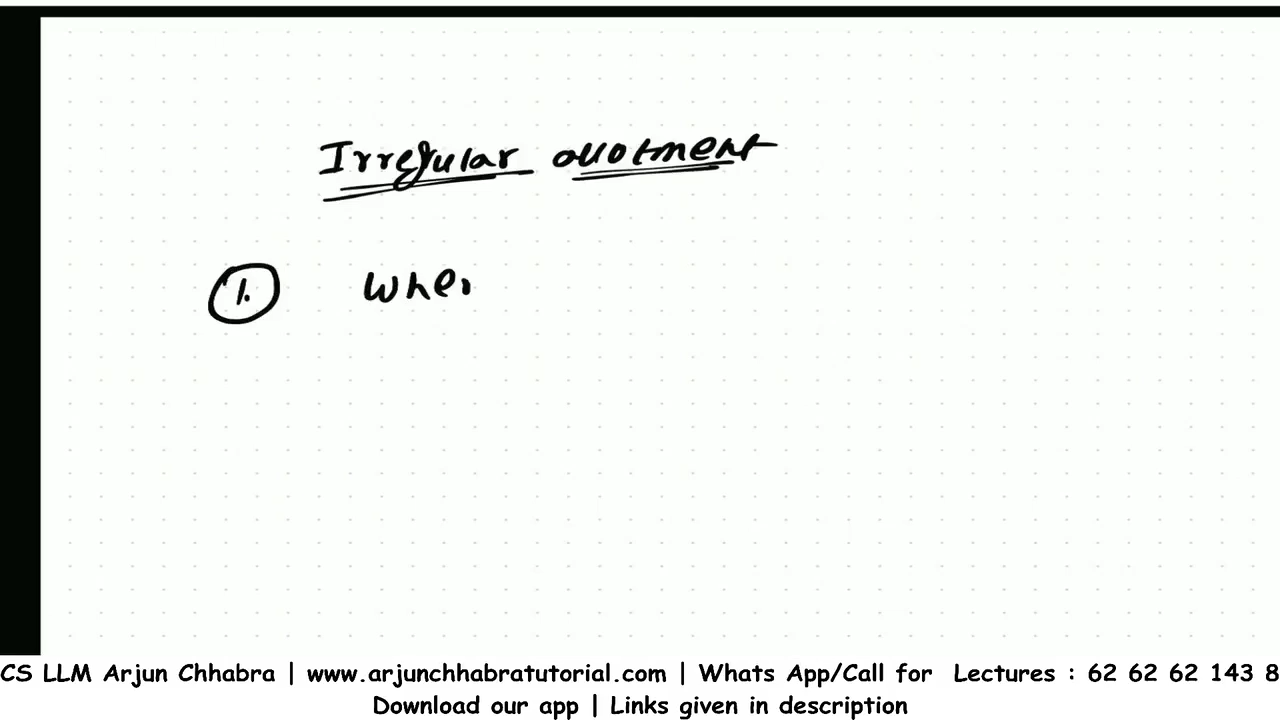 Irregular allotment
1. When
CS LLM Arjun Chhabra | www.arjunchhabratutorial.com | Whats App/Call for Lectures : 62 62 62 143 8
Download our app | Links given in description